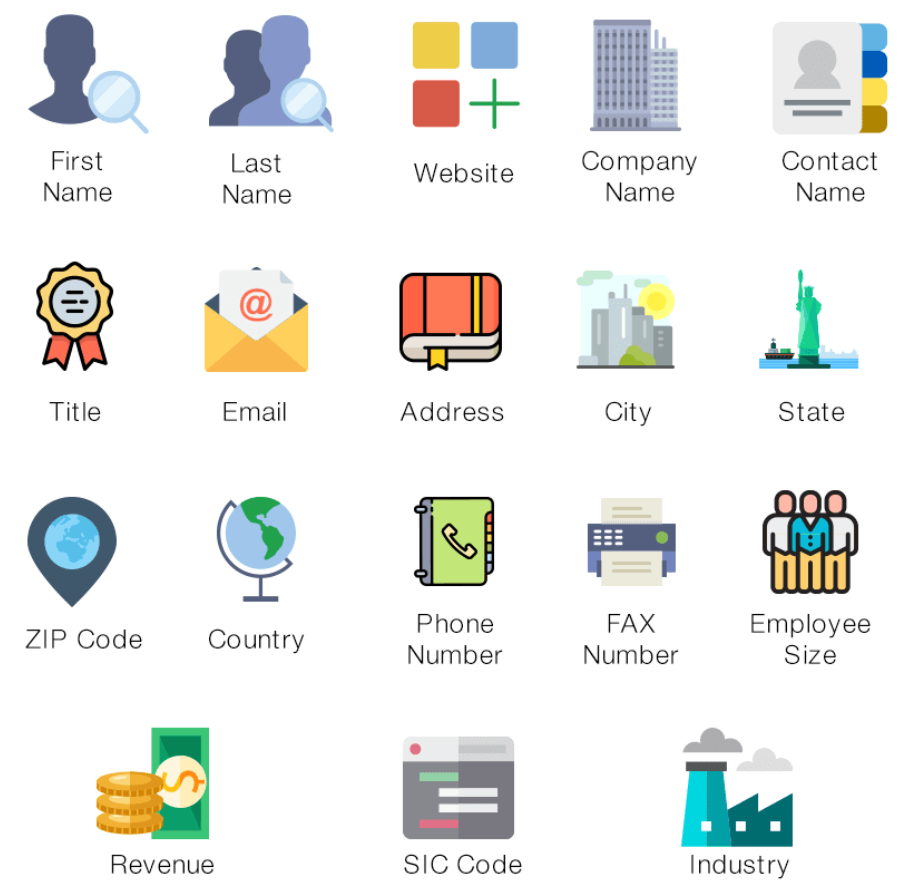 First
Name
Last
Name
Website
Company
Name
Contact
Name
Title
@
Email
Address
City
State
ZIP Code
Country
Phone
Number
FAX
Number
Employee
Size
$
Revenue
SIC Code
Industry